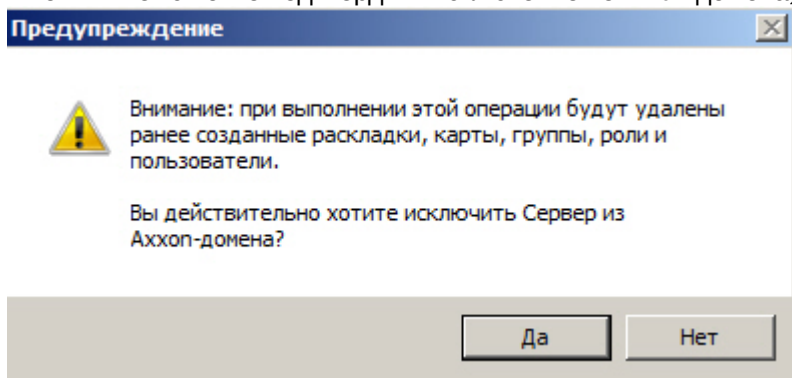 Предупреждение
Внимание: при выполнении этой операции будут удалены
ранее созданные раскладки, карты, группы, роли и
пользователи.
Вы действительно хотите исключить Сервер из
Axxon-домена?
Да
Нет